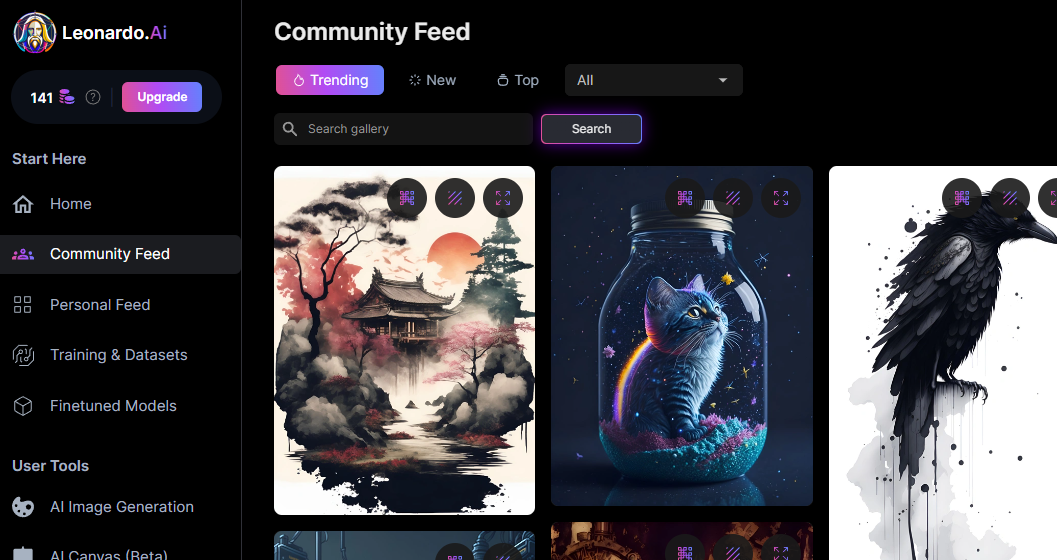 Leonardo.Ai
141
?
Upgrade
Start Here
Home
Community Feed
Personal Feed
Training & Datasets
Finetuned Models
User Tools
AI Image Generation
AI Canvas (Beta)
Community Feed
Trending New Top All
Search gallery Search